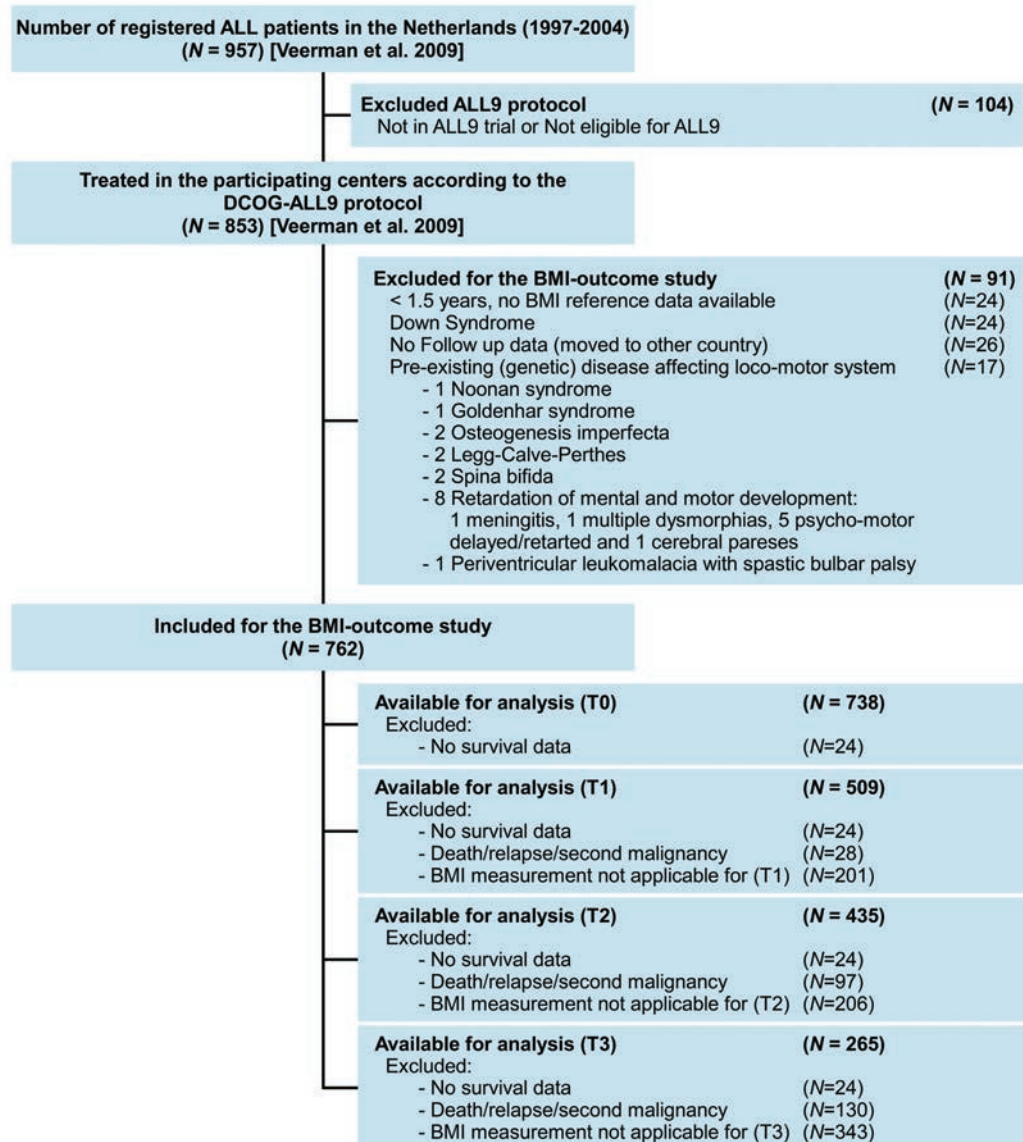 Number of registered ALL patients in the Netherlands (1997-2004)
(N = 957) [Veerman et al. 2009]
Excluded ALL9 protocol (N = 104)
Not in ALL9 trial or Not eligible for ALL9
Treated in the participating centers according to the
DCOG-ALL9 protocol
(N = 853) [Veerman et al. 2009]
Excluded for the BMI-outcome study (N = 91)
< 1.5 years, no BMI reference data available (N=24)
Down Syndrome (N=24)
No Follow up data (moved to other country) (N=26)
Pre-existing (genetic) disease affecting loco-motor system (N=17)
- 1 Noonan syndrome
- 1 Goldenhar syndrome
- 2 Osteogenesis imperfecta
- 2 Legg-Calve-Perthes
- 2 Spina bifida
- 8 Retardation of mental and motor development:
1 meningitis, 1 multiple dysmorphias, 5 psycho-motor
delayed/retarted and 1 cerebral pareses
- 1 Periventricular leukomalacia with spastic bulbar palsy
Included for the BMI-outcome study
(N = 762)
Available for analysis (T0) (N = 738)
Excluded:
- No survival data (N=24)
Available for analysis (T1) (N = 509)
Excluded:
- No survival data (N=24)
- Death/relapse/second malignancy (N=28)
- BMI measurement not applicable for (T1) (N=201)
Available for analysis (T2) (N = 435)
Excluded:
- No survival data (N=24)
- Death/relapse/second malignancy (N=97)
- BMI measurement not applicable for (T2) (N=206)
Available for analysis (T3) (N = 265)
Excluded:
- No survival data (N=24)
- Death/relapse/second malignancy (N=130)
- BMI measurement not applicable for (T3) (N=343)